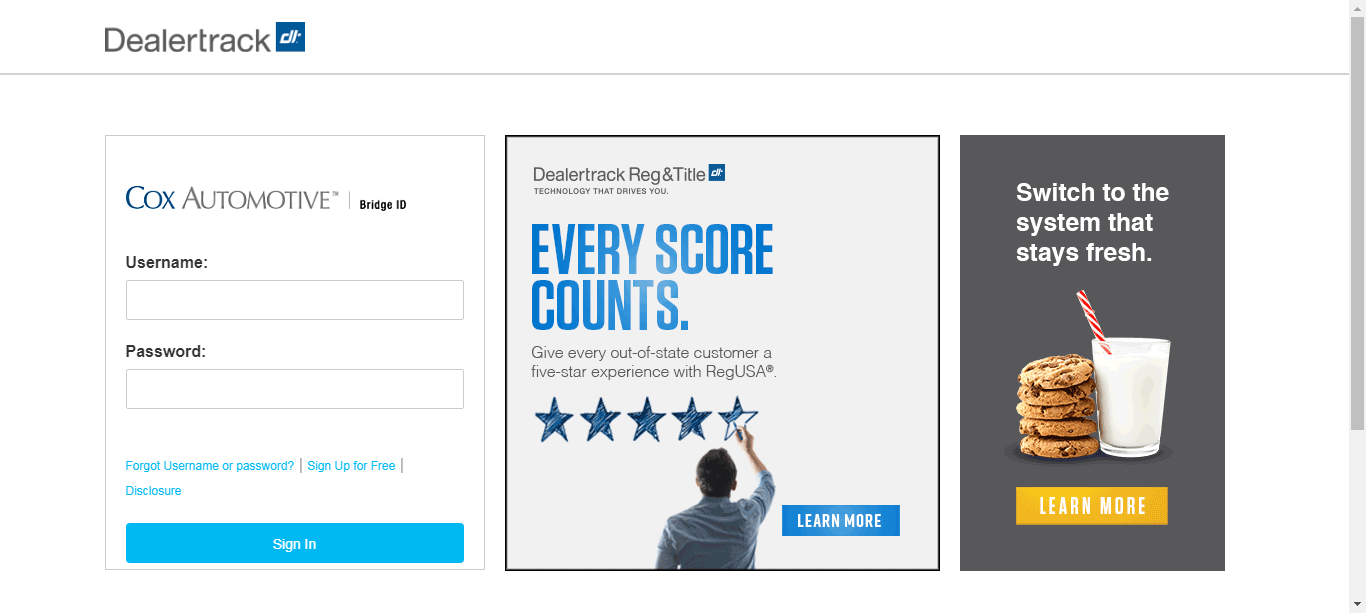 Dealertrack dt
COX AUTOMOTIVE™ | Bridge ID
Username:
Password:
Forgot Username or password? | Sign Up for Free |
Disclosure
Sign In
Dealertrack Reg&Title dt
TECHNOLOGY THAT DRIVES YOU.
EVERY SCORE
COUNTS.
Give every out-of-state customer a
five-star experience with RegUSA®.
LEARN MORE
Switch to the
system that
stays fresh.
LEARN MORE